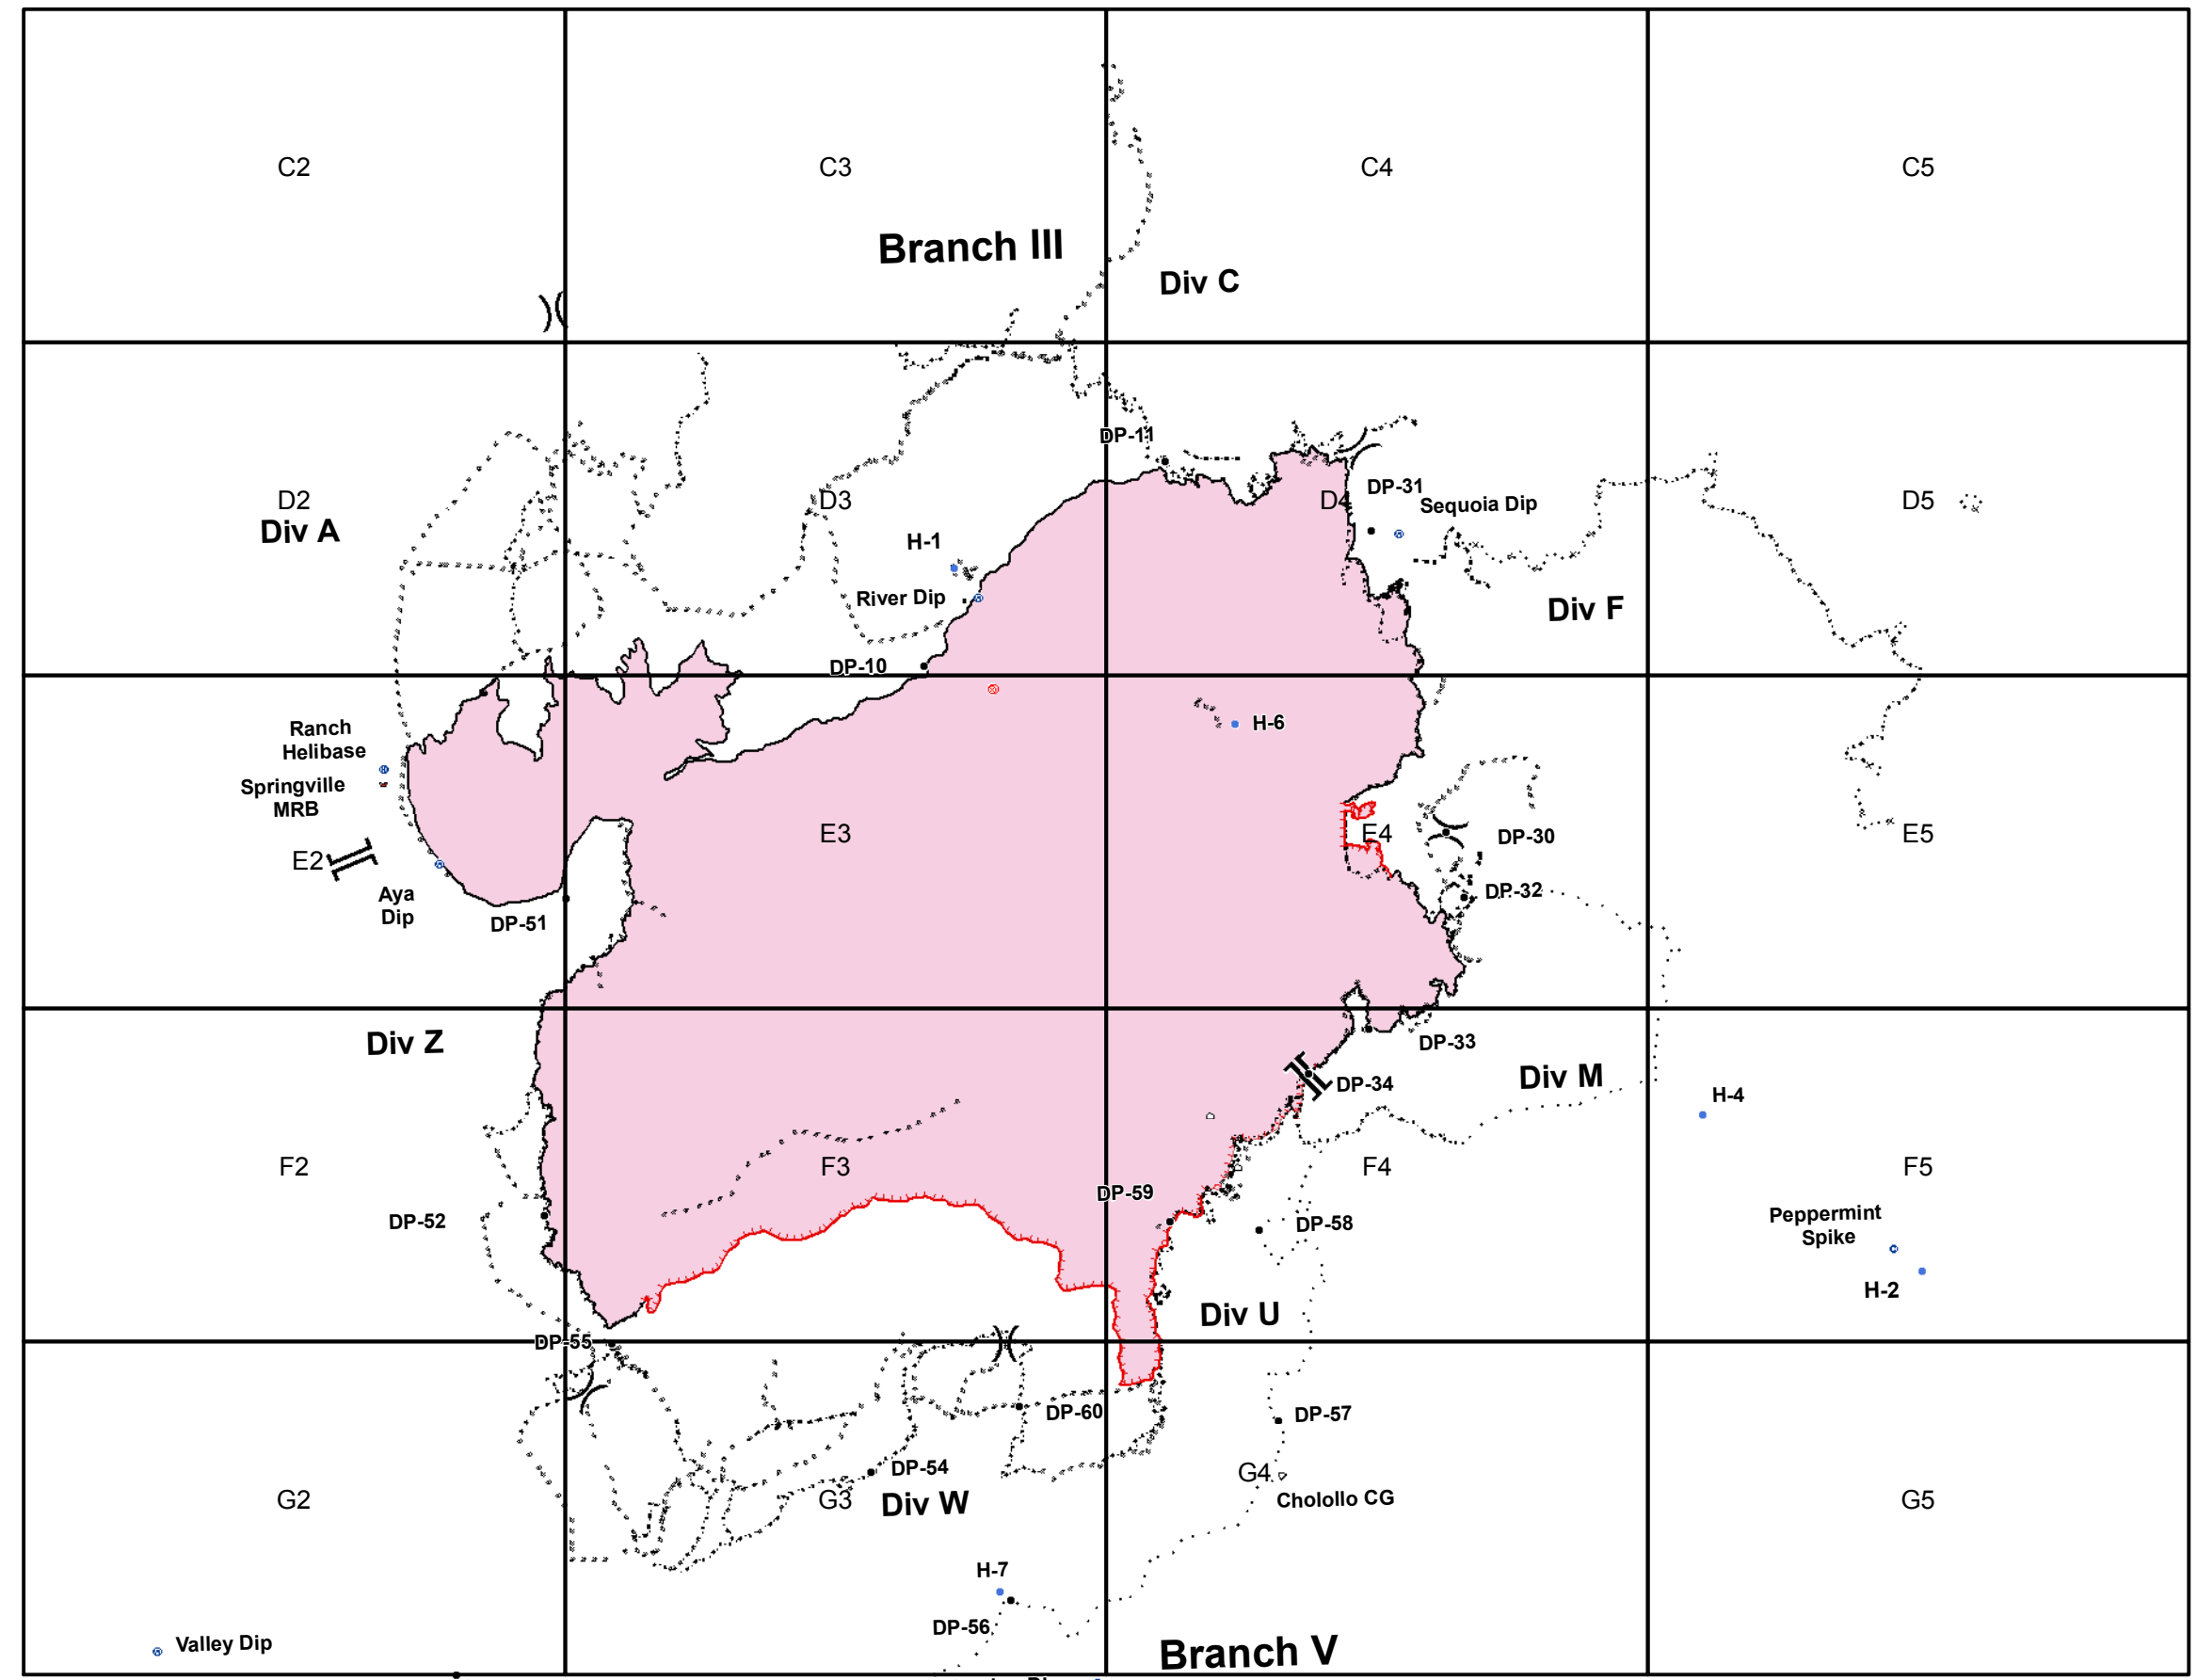 C2
C3
C4
C5
Branch III
Div C
DP-11
D2
D3
D4
DP-31
Sequoia Dip
D5
Div A
H-1
River Dip
Div F
DP-10
H-6
Ranch
Helibase
Springville
MRB
E2
Aya
Dip
DP-51
E3
E4
DP-30
DP-32
E5
Div Z
DP-33
DP-34
Div M
H-4
F2
F3
F4
F5
DP-59
DP-52
DP-58
Peppermint
Spike
H-2
Div U
DP-55
DP-60
DP-57
DP-54
G2
G3
Div W
G4
Cholollo CG
G5
H-7
DP-56
Valley Dip
Branch V